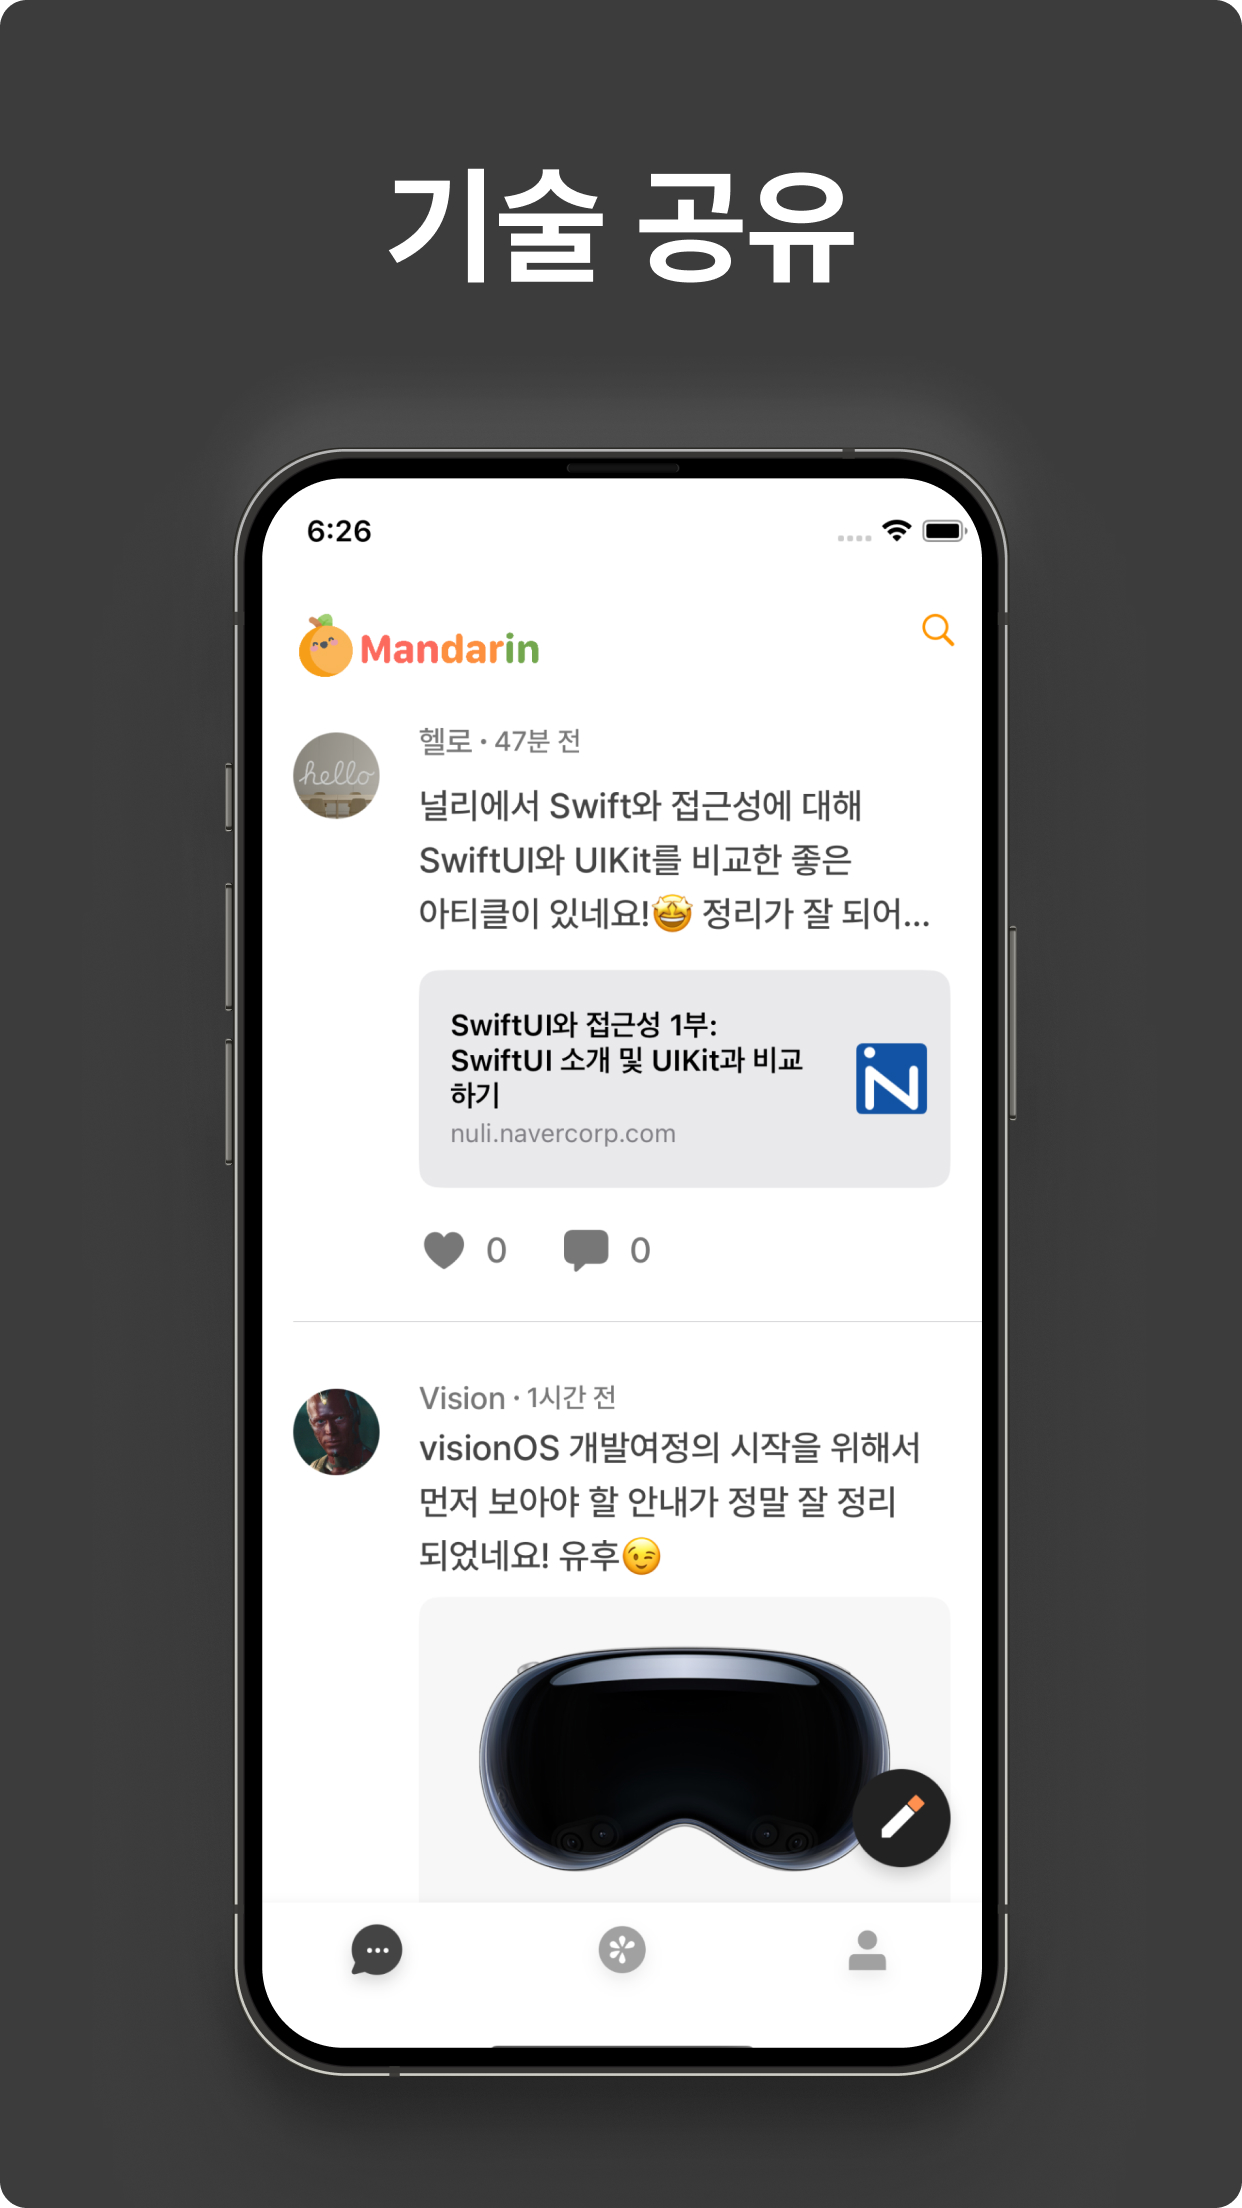 기술 공유
6:26
Mandarin
헬로 · 47분 전
hello
널리에서 Swift와 접근성에 대해
SwiftUI와 UIKit를 비교한 좋은
아티클이 있네요!🤩 정리가 잘 되어...
SwiftUI와 접근성 1부:
SwiftUI 소개 및 UIKit과 비교
하기
nuli.navercorp.com
N
0 0
Vision · 1시간 전
visionOS 개발여정의 시작을 위해서
먼저 보아야 할 안내가 정말 잘 정리
되었네요! 유후😉